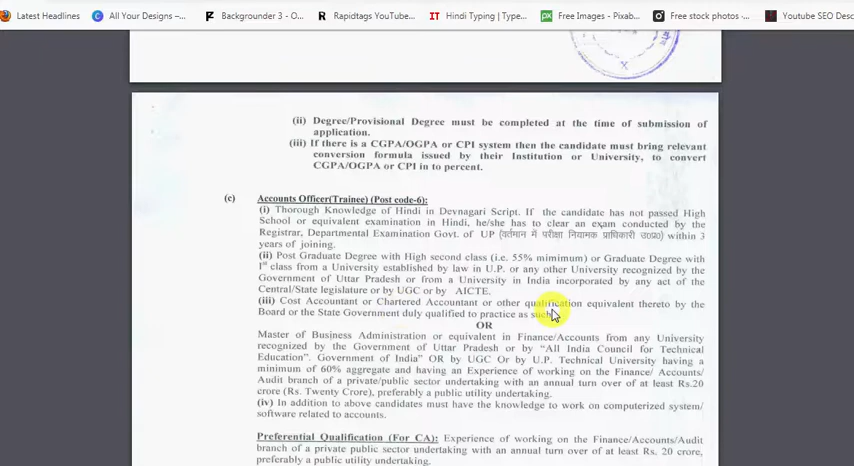 Latest Headlines All Your Designs –... Backgrounder 3 - O... Rapidtags YouTube... Hindi Typing | Type... Free Images - Pixab... Free stock photos ·... Youtube SEO Desc
(ii) Degree/Provisional Degree must be completed at the time of submission of
application.
(iii) If there is a CGPA/OGPA or CPI system then the candidate must bring relevant
conversion formula issued by their Institution or University, to convert
CGPA/OGPA or CPI in to percent.
(c) Accounts Officer(Trainee) (Post code-6):
(i) Thorough Knowledge of Hindi in Devnagari Script. If the candidate has not passed High
School or equivalent examination in Hindi, he/she has to clear an exam conducted by the
Registrar, Departmental Examination Govt. of UP (वर्तमान में परीक्षा नियामक प्राधिकारी उ0प्र0) within 3
years of joining.
(ii) Post Graduate Degree with High second class (i.e. 55% mimimum) or Graduate Degree with
1st class from a University established by law in U.P. or any other University recognized by the
Government of Uttar Pradesh or from a University in India incorporated by any act of the
Central/State legislature or by UGC or by AICTE.
(iii) Cost Accountant or Chartered Accountant or other qualification equivalent thereto by the
Board or the State Government duly qualified to practice as such.
OR
Master of Business Administration or equivalent in Finance/Accounts from any University
recognized by the Government of Uttar Pradesh or by "All India Council for Technical
Education". Government of India" OR by UGC Or by U.P. Technical University having a
minimum of 60% aggregate and having an Experience of working on the Finance/ Accounts/
Audit branch of a private/public sector undertaking with an annual turn over of at least Rs.20
crore (Rs. Twenty Crore), preferably a public utility undertaking.
(iv) In addition to above candidates must have the knowledge to work on computerized system/
software related to accounts.
Preferential Qualification (For CA): Experience of working on the Finance/Accounts/Audit
branch of a private public sector undertaking with an annual turn over of at least Rs. 20 crore,
preferably a public utility undertaking.